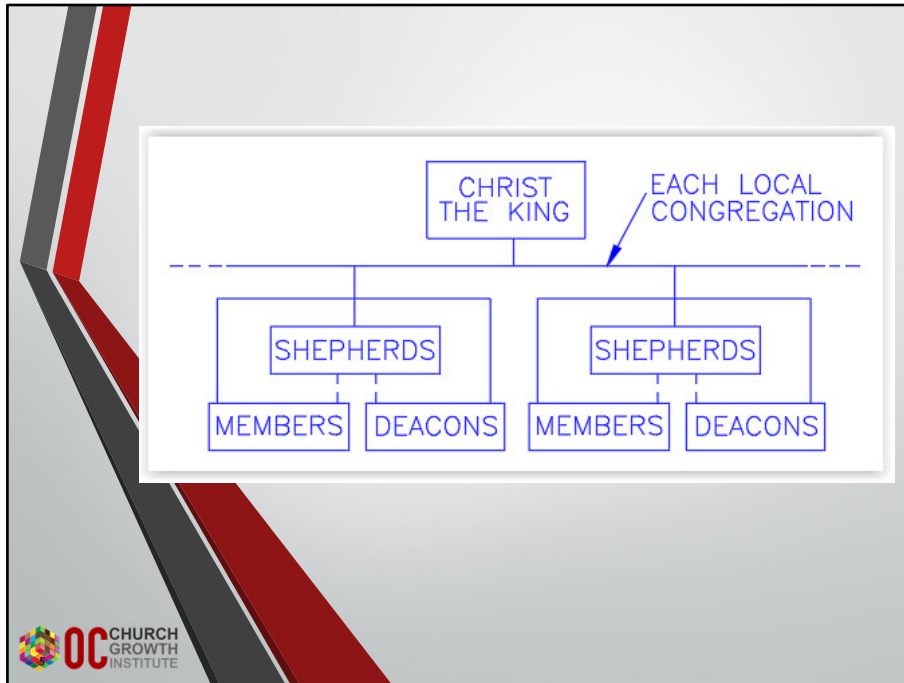 CHRIST
THE KING
EACH LOCAL
CONGREGATION
SHEPHERDS
SHEPHERDS
MEMBERS
DEACONS
MEMBERS
DEACONS
OC CHURCH
GROWTH
INSTITUTE